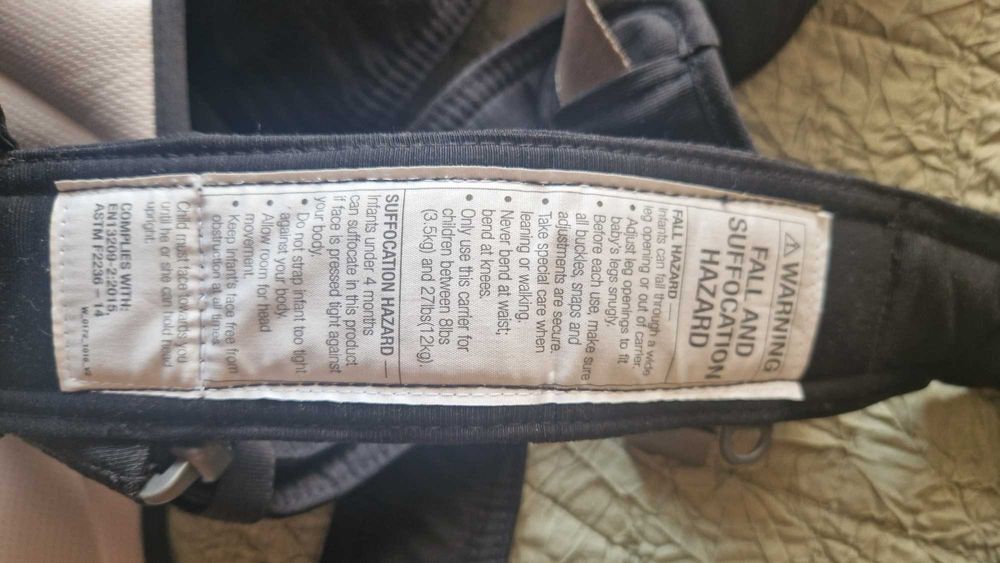 ⚠ WARNING
FALL AND
SUFFOCATION
HAZARD
FALL HAZARD —
Infants can fall through a wide
leg opening or out of carrier.
• Adjust leg openings to fit
baby's legs snugly.
• Before each use, make sure
all buckles, snaps and
adjustments are secure.
• Take special care when
leaning or walking.
• Never bend at waist;
bend at knees.
• Only use this carrier for
children between 8lbs
(3.5kg) and 27lbs(12kg).
SUFFOCATION HAZARD —
Infants under 4 months
can suffocate in this product
if face is pressed tight against
your body.
• Do not strap infant too tight
against your body.
• Allow room for head
movement.
• Keep infant's face free from
obstruction at all times.
Child must face towards you
until he or she can hold head
upright.
COMPLIES WITH:
EN13209-2:2015,
ASTM F2236 – 14